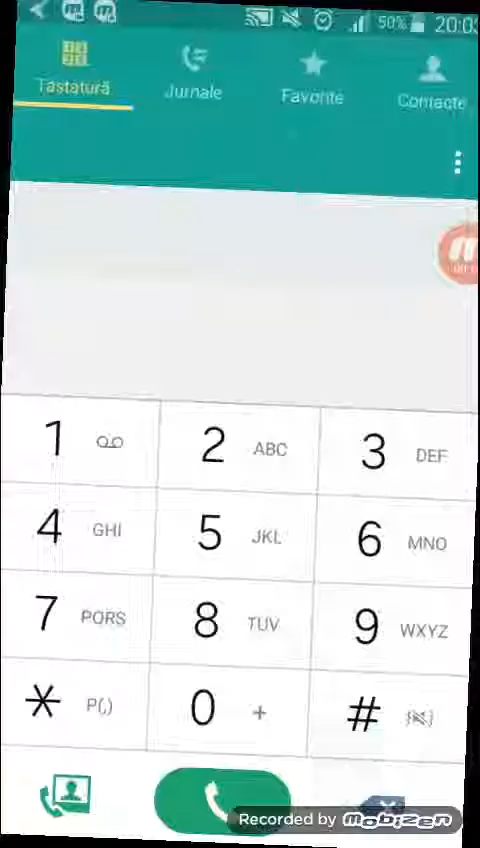 50% 20:03
Tastatură Jurnale Favorite Contacte
1 2 ABC 3 DEF
4 GHI 5 JKL 6 MNO
7 PQRS 8 TUV 9 WXYZ
* P(,) 0 + #
Recorded by mobizen